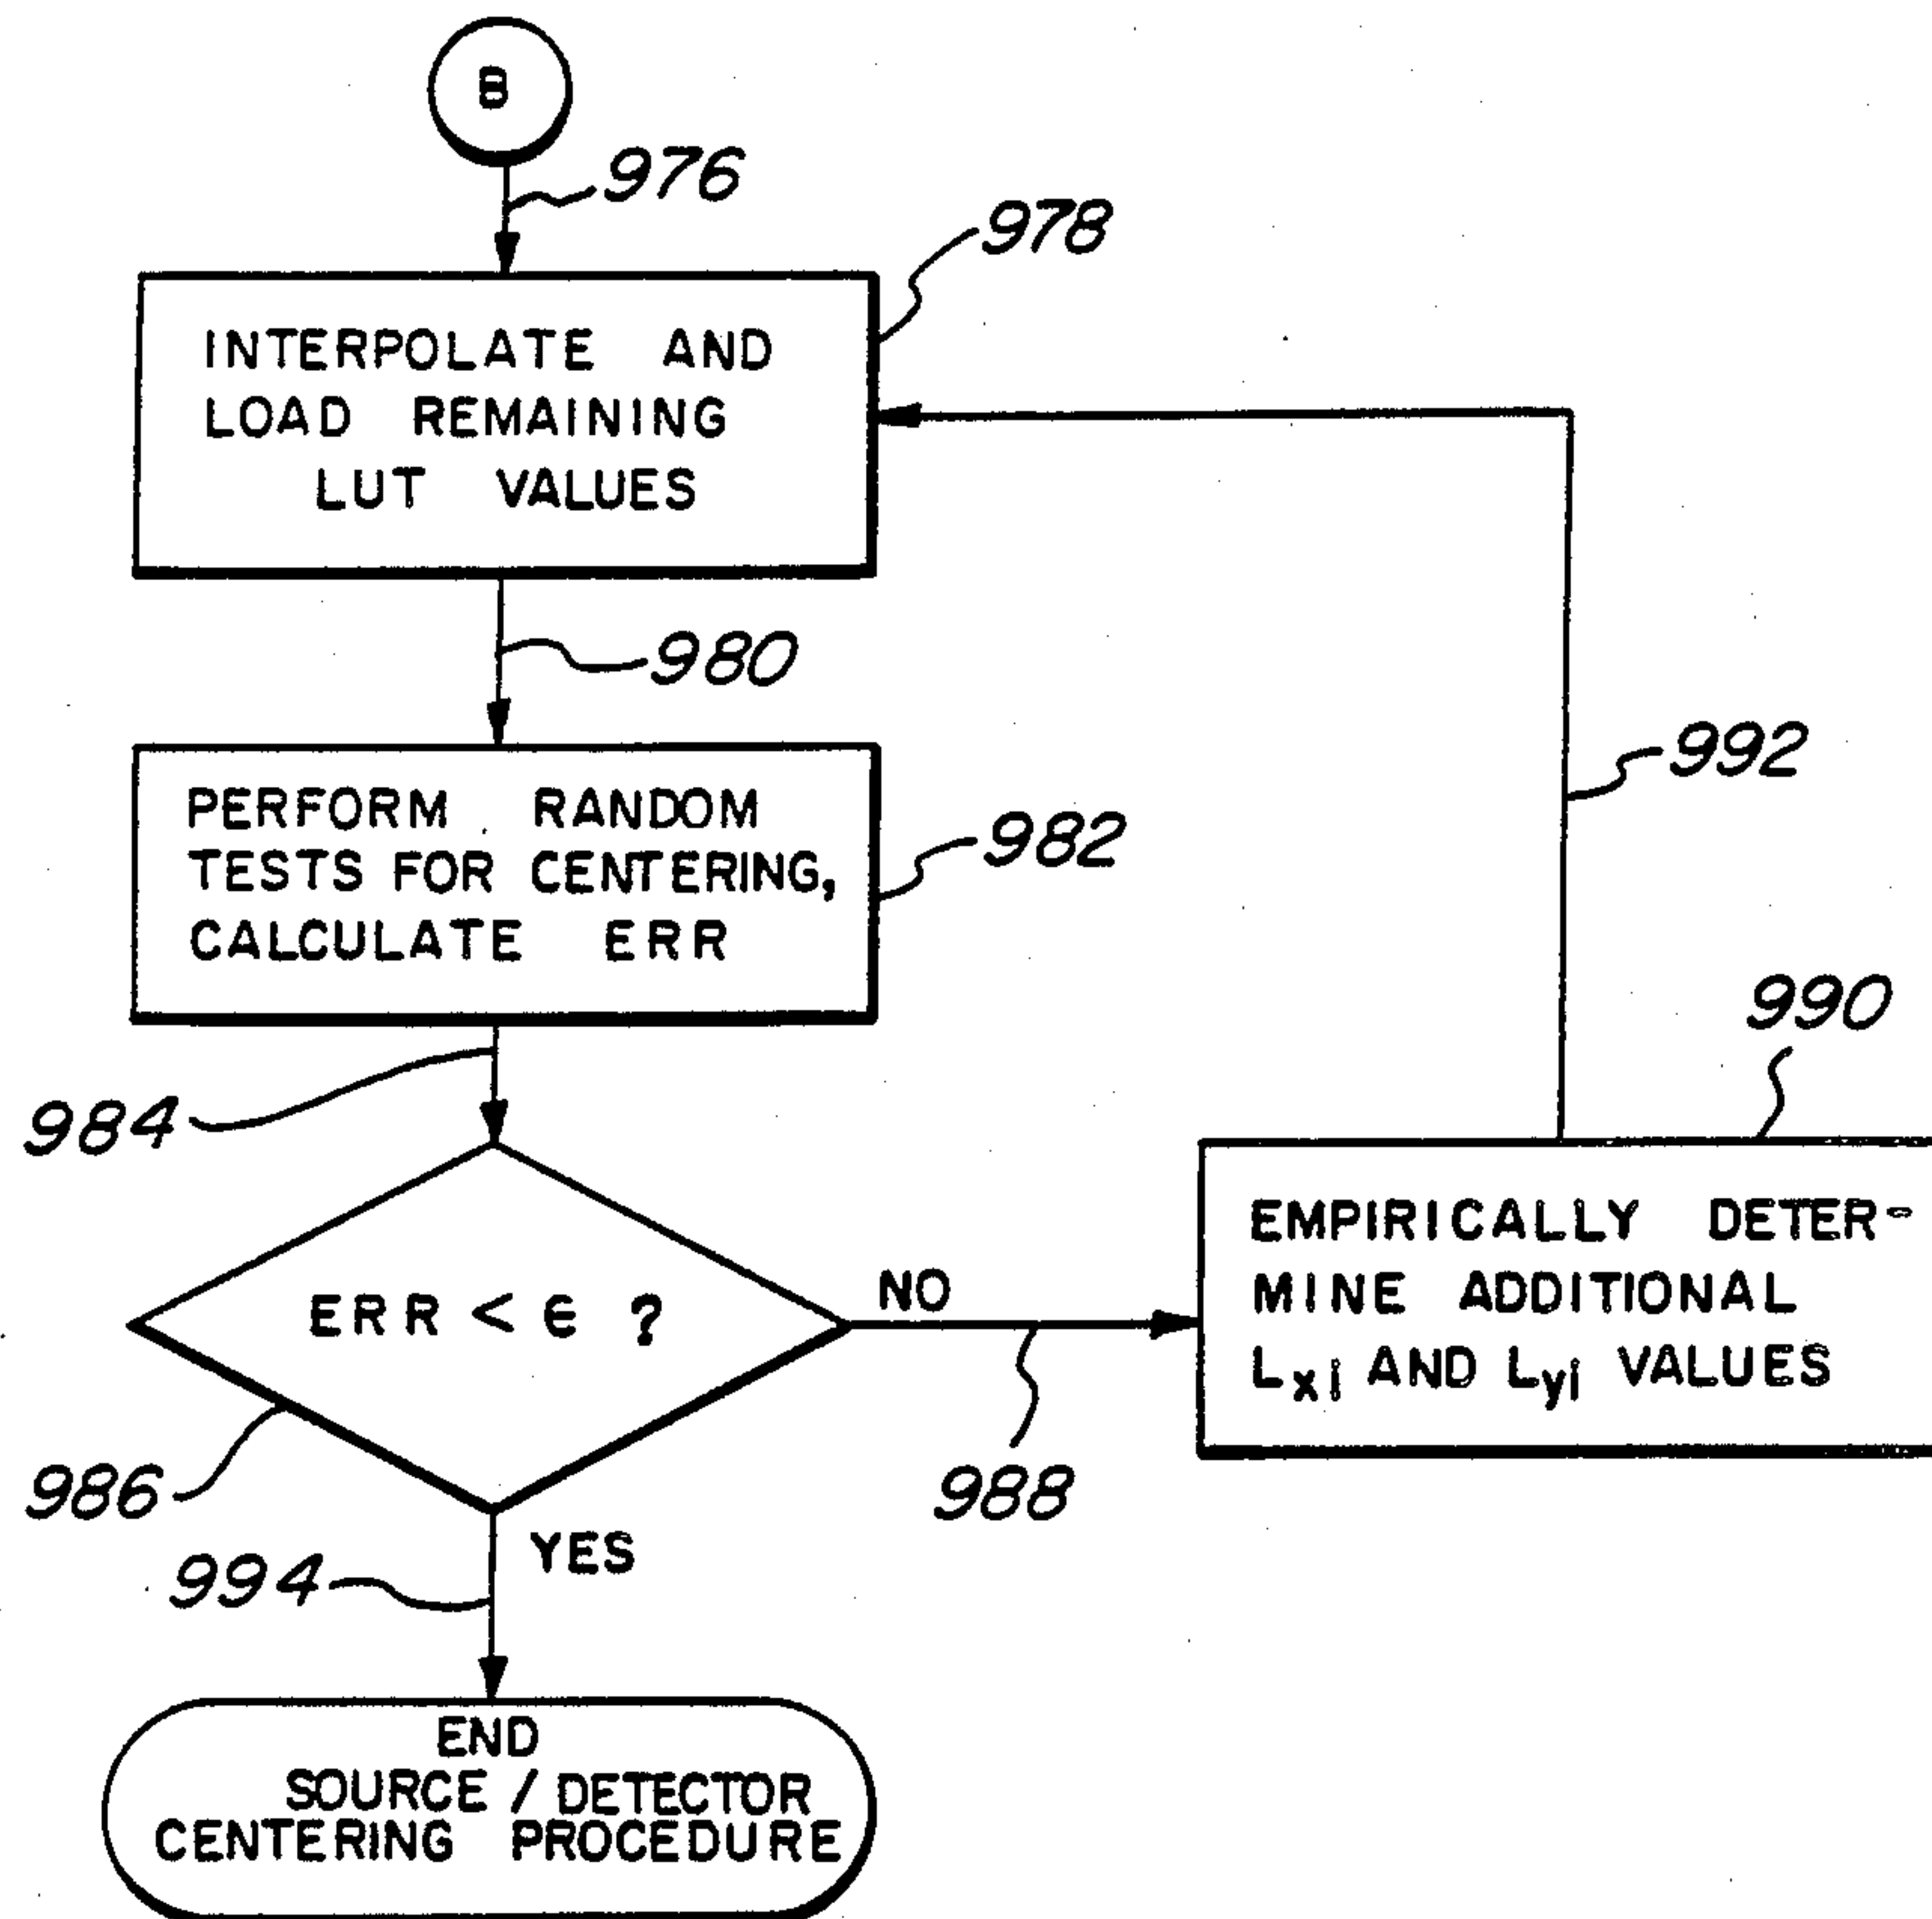 B
976
978
INTERPOLATE AND
LOAD REMAINING
LUT VALUES
980
992
PERFORM RANDOM
TESTS FOR CENTERING,
CALCULATE ERR
982
990
984
EMPIRICALLY DETER-
MINE ADDITIONAL
Lxi AND Lyi VALUES
ERR < ϵ ?
NO
986
988
YES
994
END
SOURCE / DETECTOR
CENTERING PROCEDURE